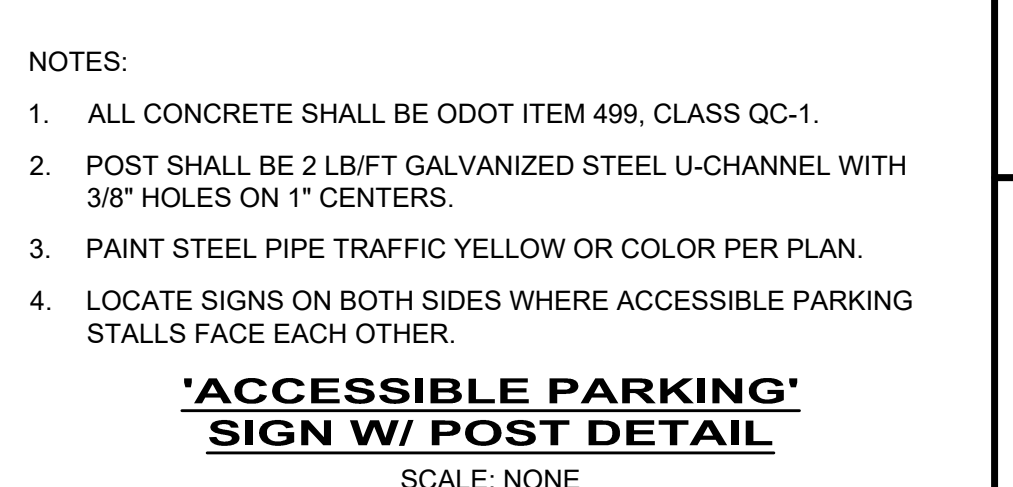 NOTES:
1. ALL CONCRETE SHALL BE ODOT ITEM 499, CLASS QC-1.
2. POST SHALL BE 2 LB/FT GALVANIZED STEEL U-CHANNEL WITH
3/8" HOLES ON 1" CENTERS.
3. PAINT STEEL PIPE TRAFFIC YELLOW OR COLOR PER PLAN.
4. LOCATE SIGNS ON BOTH SIDES WHERE ACCESSIBLE PARKING
STALLS FACE EACH OTHER.
'ACCESSIBLE PARKING'
SIGN W/ POST DETAIL
SCALE: NONE